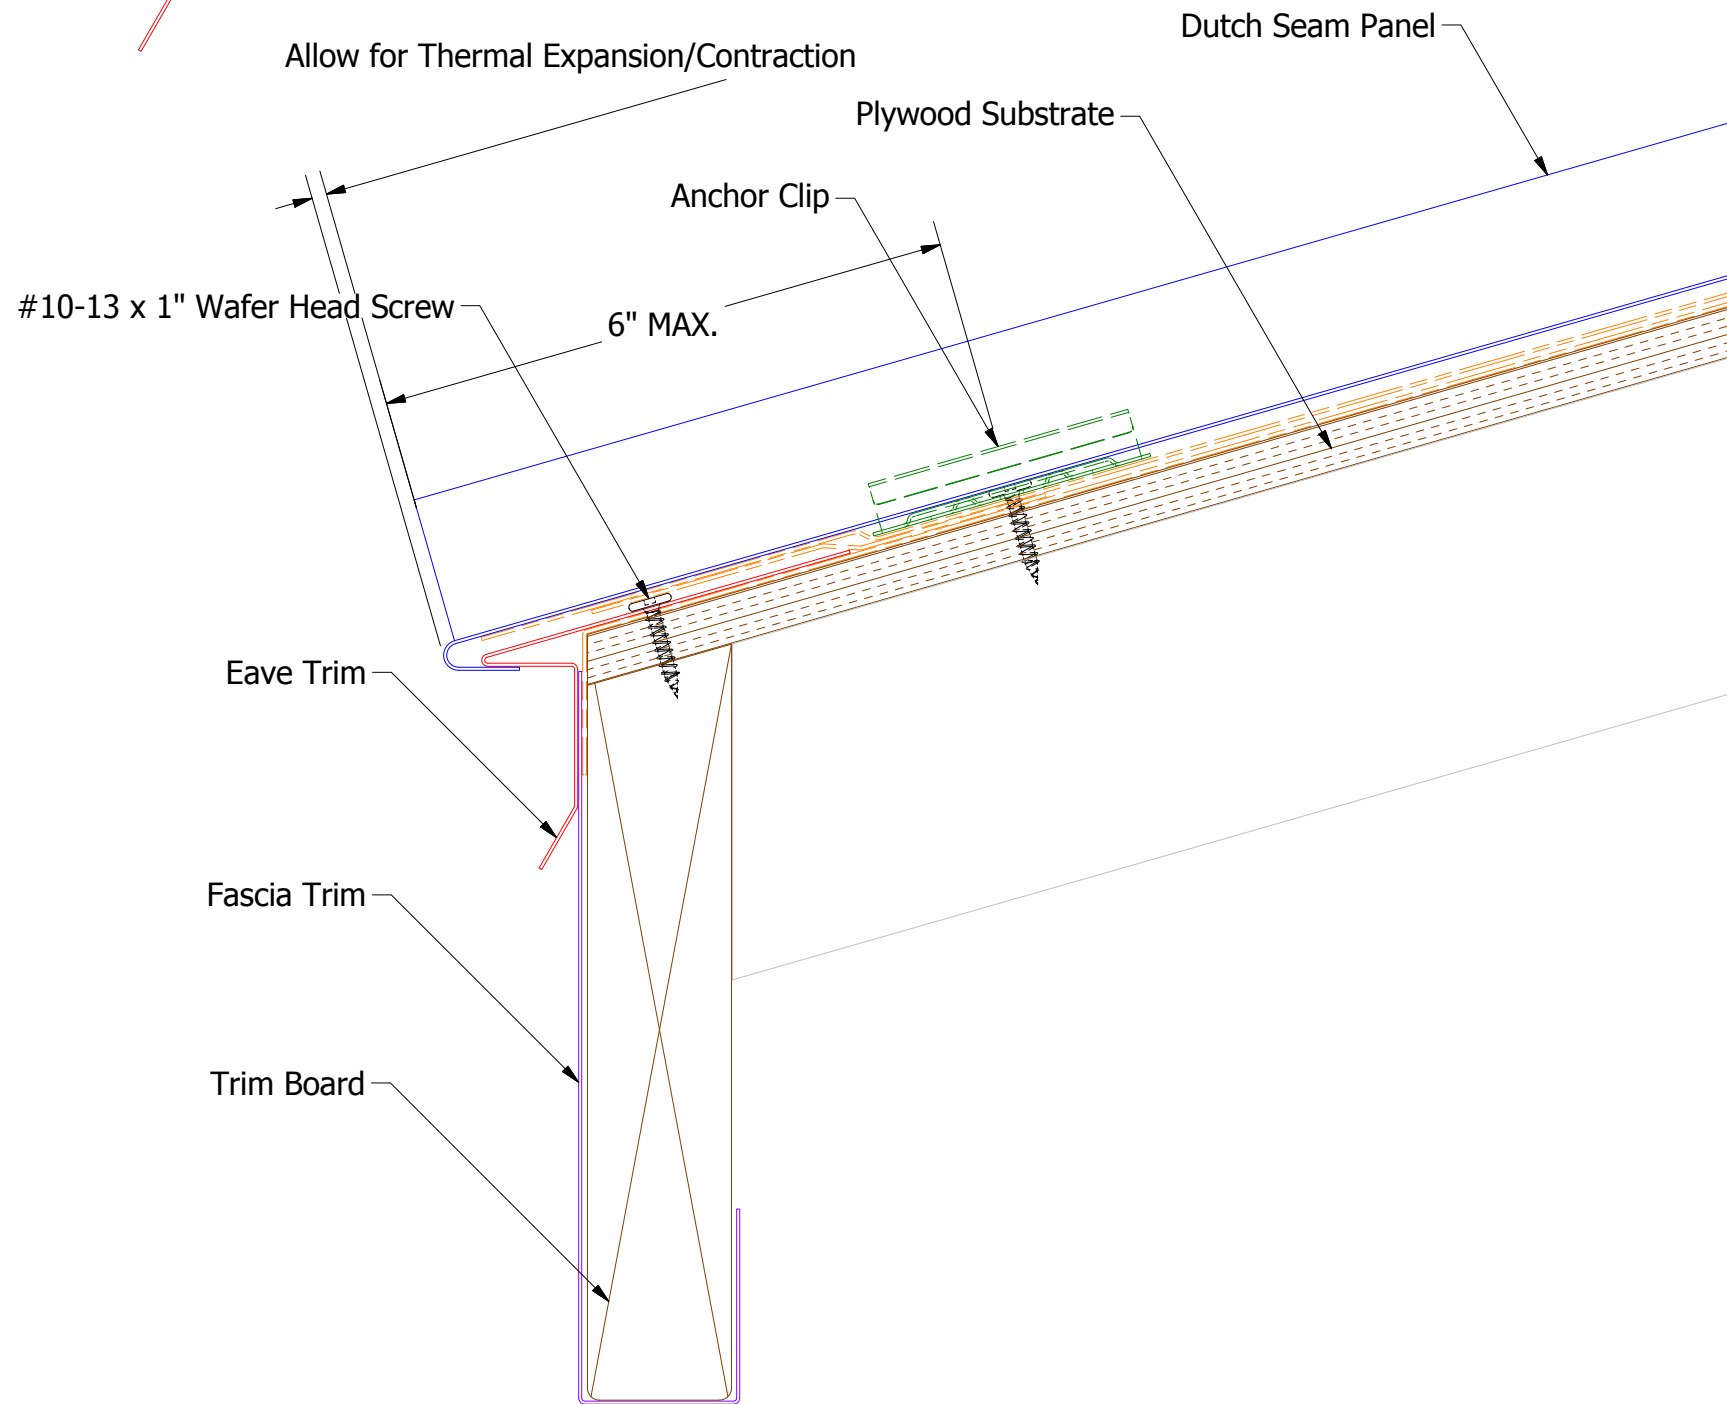 Dutch Seam Panel
Allow for Thermal Expansion/Contraction
Plywood Substrate
Anchor Clip
#10-13 x 1" Wafer Head Screw
6" MAX.
Eave Trim
Fascia Trim
Trim Board